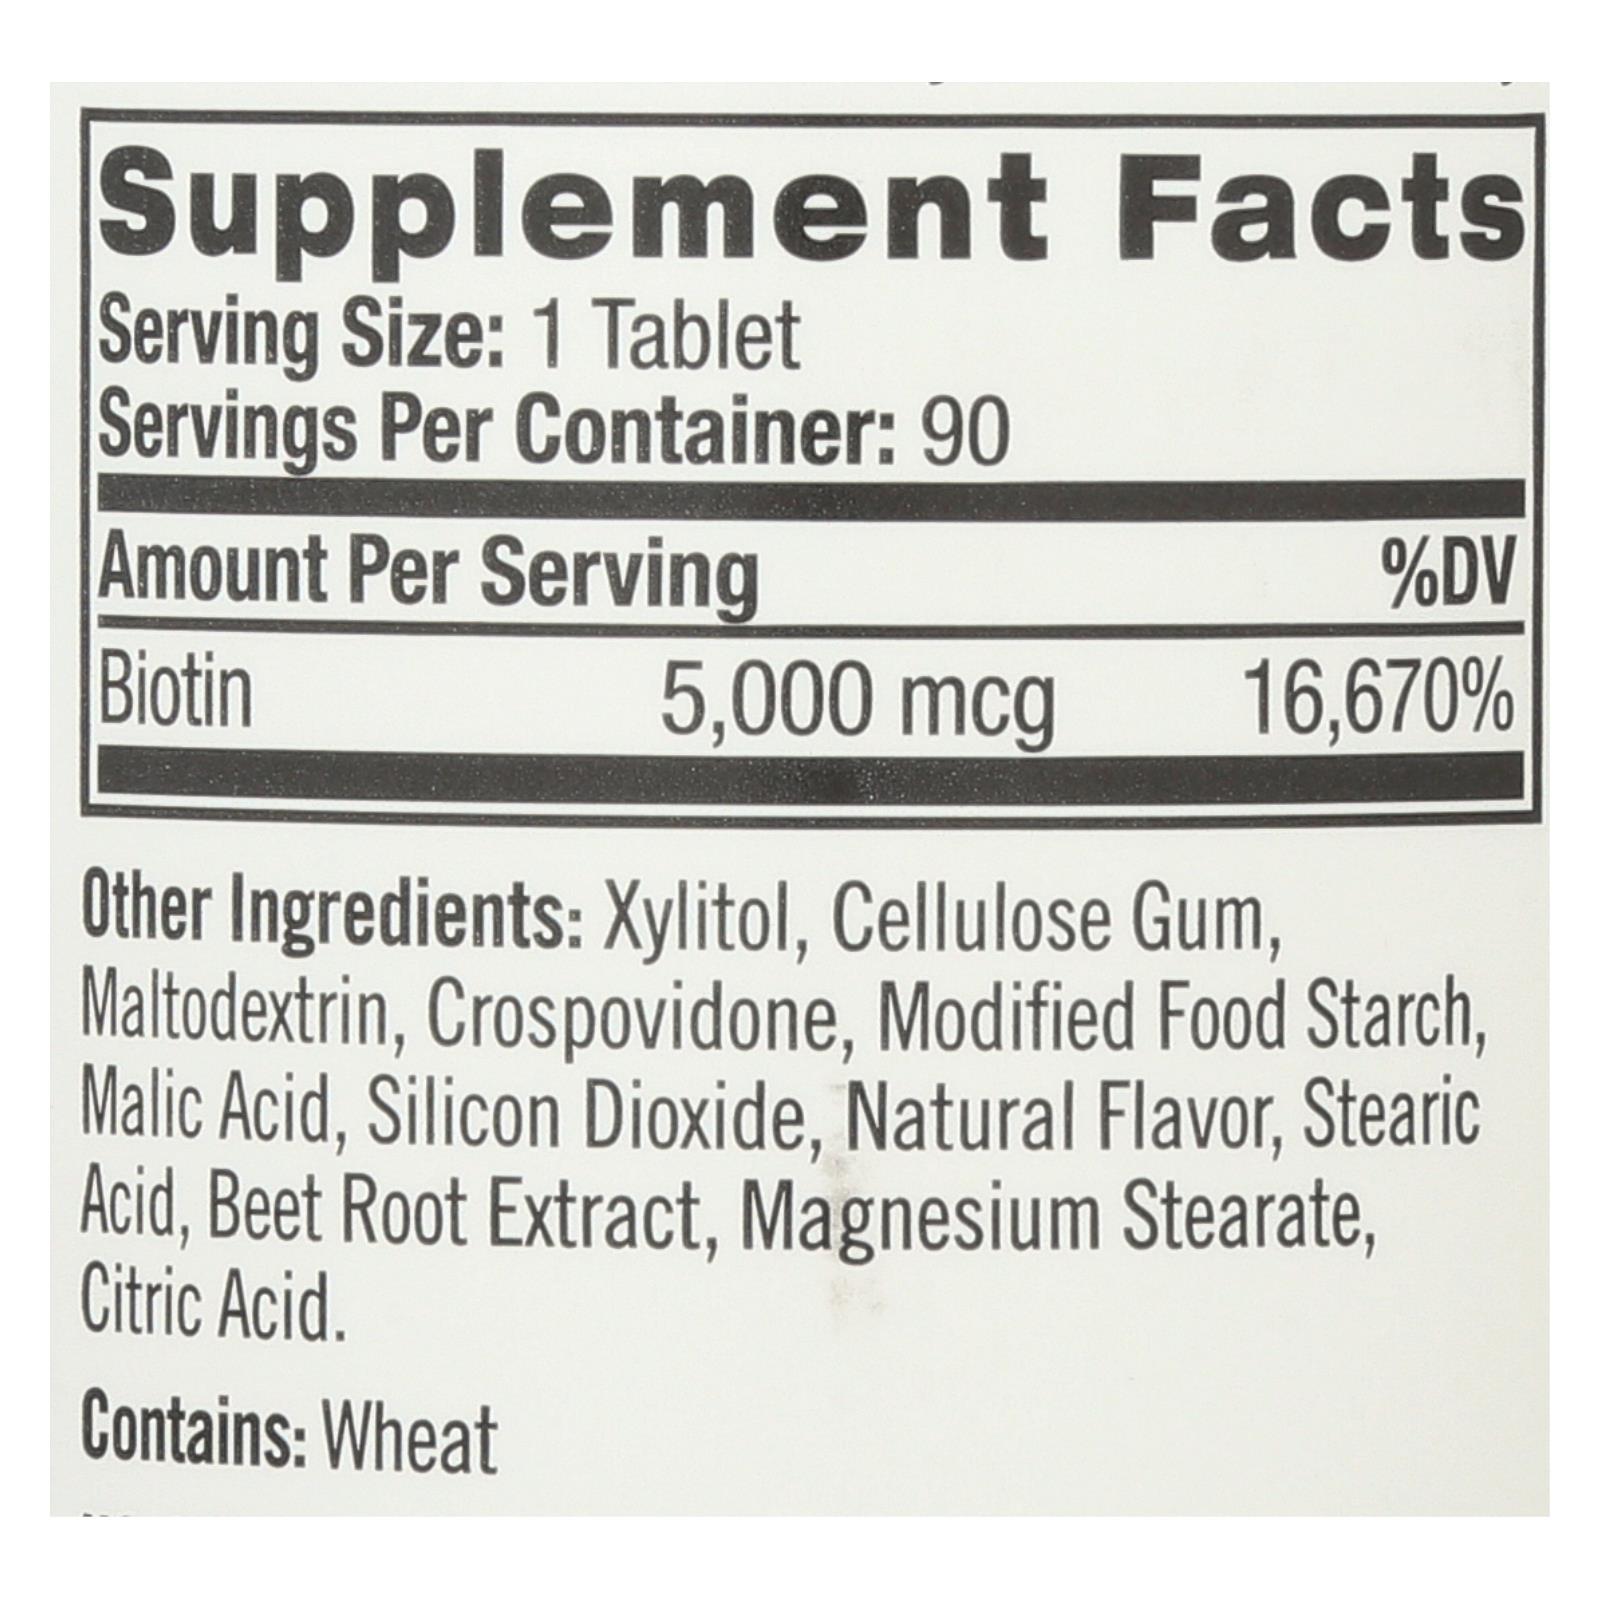 Supplement Facts
Serving Size: 1 Tablet
Servings Per Container: 90
Amount Per Serving %DV
Biotin 5,000 mcg 16,670%
Other Ingredients: Xylitol, Cellulose Gum,
Maltodextrin, Crospovidone, Modified Food Starch,
Malic Acid, Silicon Dioxide, Natural Flavor, Stearic
Acid, Beet Root Extract, Magnesium Stearate,
Citric Acid.
Contains: Wheat